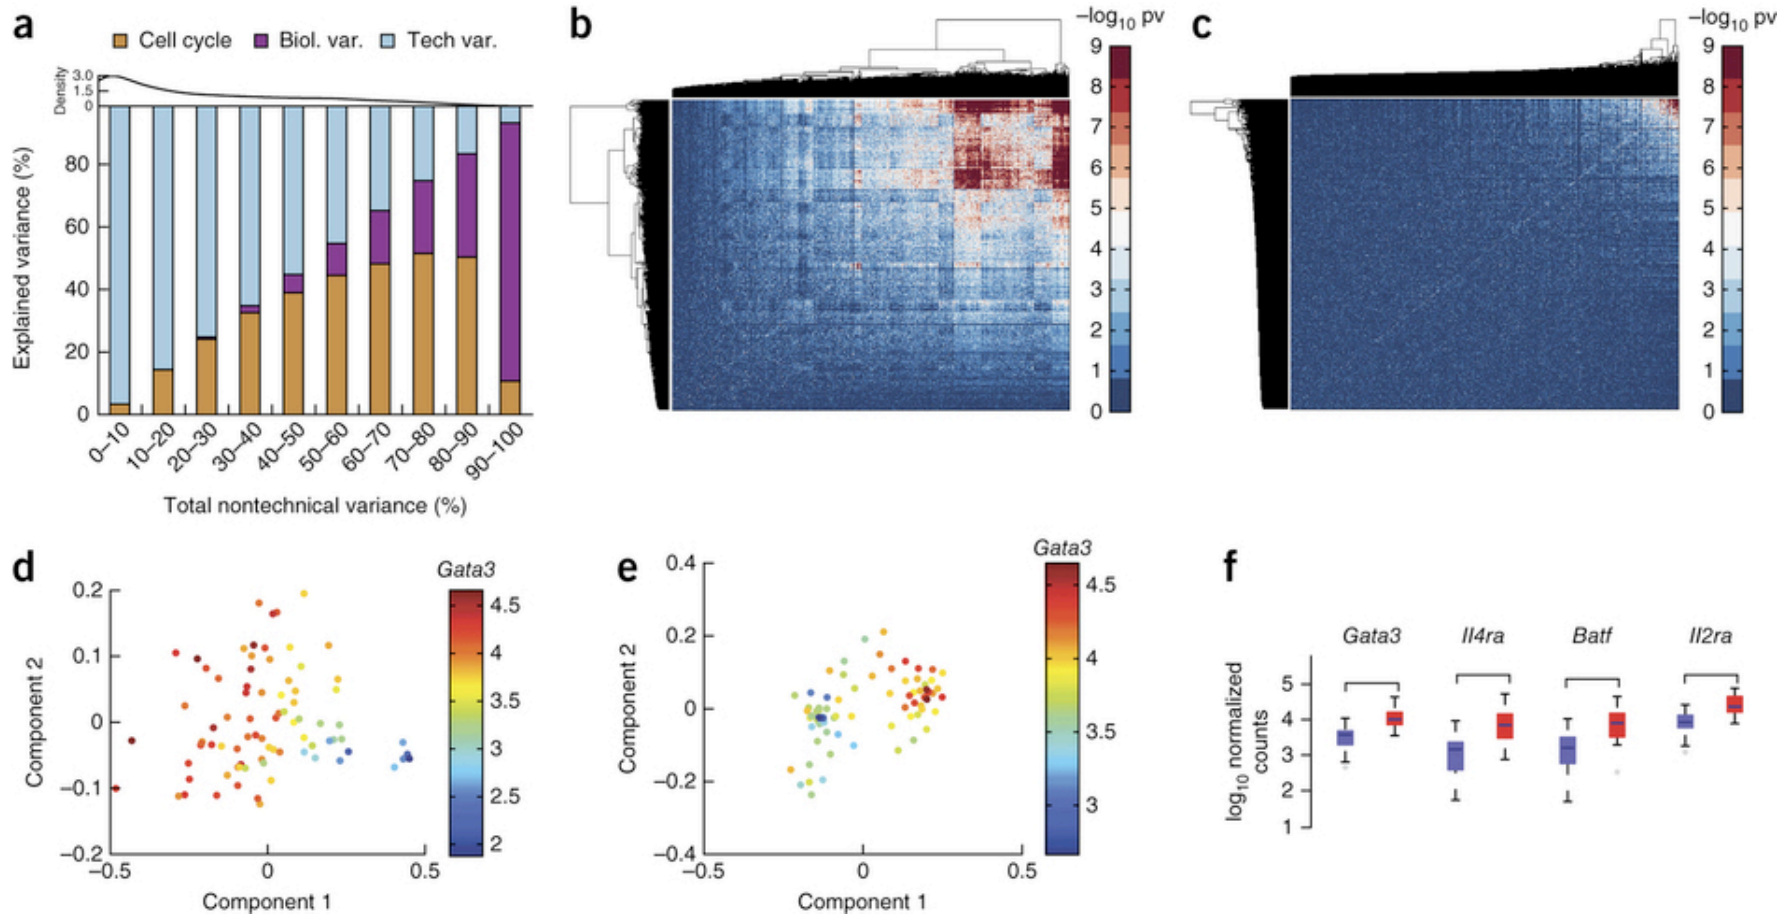 a
Cell cycle Biol. var. Tech var.
Density
3.0
1.5
0
Explained variance (%)
80
60
40
20
0
0–10 10–20 20–30 30–40 40–50 50–60 60–70 70–80 80–90 90–100
Total nontechnical variance (%)
b
–log10 pv
9
8
7
6
5
4
3
2
1
0
c
–log10 pv
9
8
7
6
5
4
3
2
1
0
d
Gata3
Component 2
0.2
0.1
0
–0.1
–0.2
–0.5 0 0.5
Component 1
4.5
4
3.5
3
2.5
2
e
Gata3
Component 2
0.4
0.2
0
–0.2
–0.4
–0.5 0 0.5
Component 1
4.5
4
3.5
3
f
Gata3 Il4ra Batf Il2ra
log10 normalized
counts
5
4
3
2
1